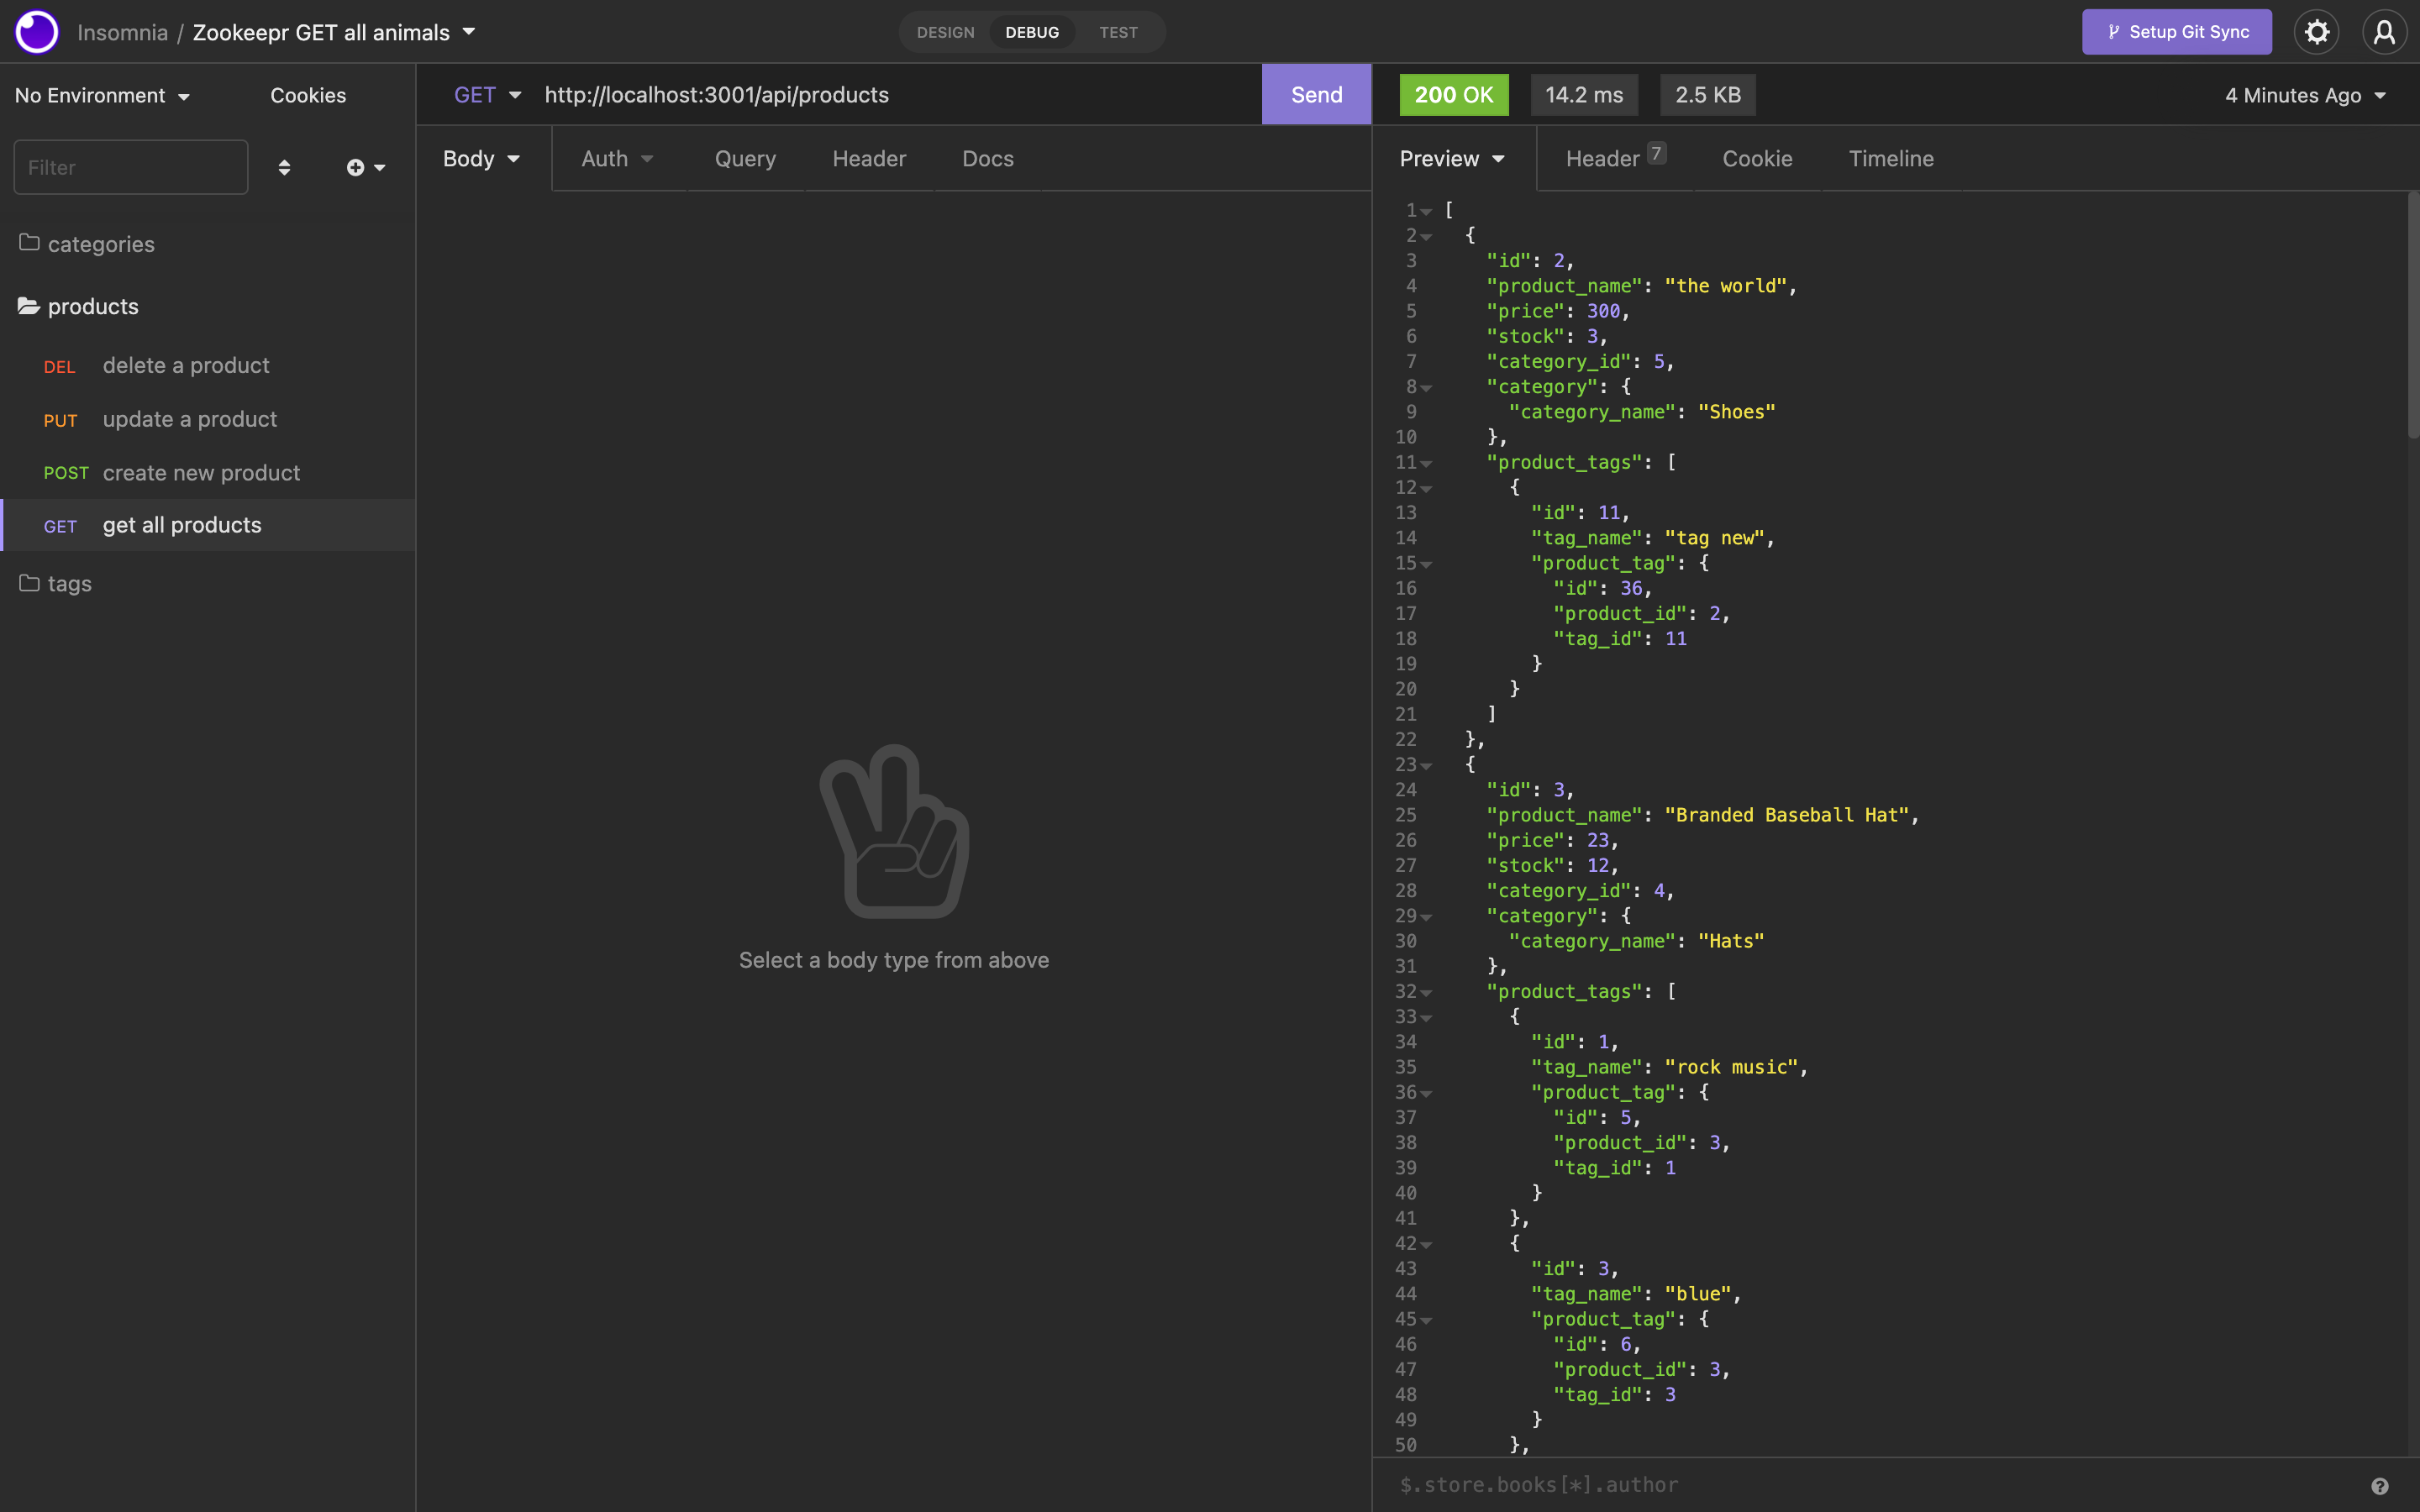 Insomnia / Zookeepr GET all animals
DESIGN DEBUG TEST
Setup Git Sync
No Environment
Cookies
Filter
categories
products
DEL delete a product
PUT update a product
POST create new product
GET get all products
tags
GET http://localhost:3001/api/products
Send
Body Auth Query Header Docs
Select a body type from above
200 OK 14.2 ms 2.5 KB
4 Minutes Ago
Preview Header 7 Cookie Timeline
1 [
2 {
3 "id": 2,
4 "product_name": "the world",
5 "price": 300,
6 "stock": 3,
7 "category_id": 5,
8 "category": {
9 "category_name": "Shoes"
10 },
11 "product_tags": [
12 {
13 "id": 11,
14 "tag_name": "tag new",
15 "product_tag": {
16 "id": 36,
17 "product_id": 2,
18 "tag_id": 11
19 }
20 }
21 ]
22 },
23 {
24 "id": 3,
25 "product_name": "Branded Baseball Hat",
26 "price": 23,
27 "stock": 12,
28 "category_id": 4,
29 "category": {
30 "category_name": "Hats"
31 },
32 "product_tags": [
33 {
34 "id": 1,
35 "tag_name": "rock music",
36 "product_tag": {
37 "id": 5,
38 "product_id": 3,
39 "tag_id": 1
40 }
41 },
42 {
43 "id": 3,
44 "tag_name": "blue",
45 "product_tag": {
46 "id": 6,
47 "product_id": 3,
48 "tag_id": 3
49 }
50 },
$.store.books[*].author